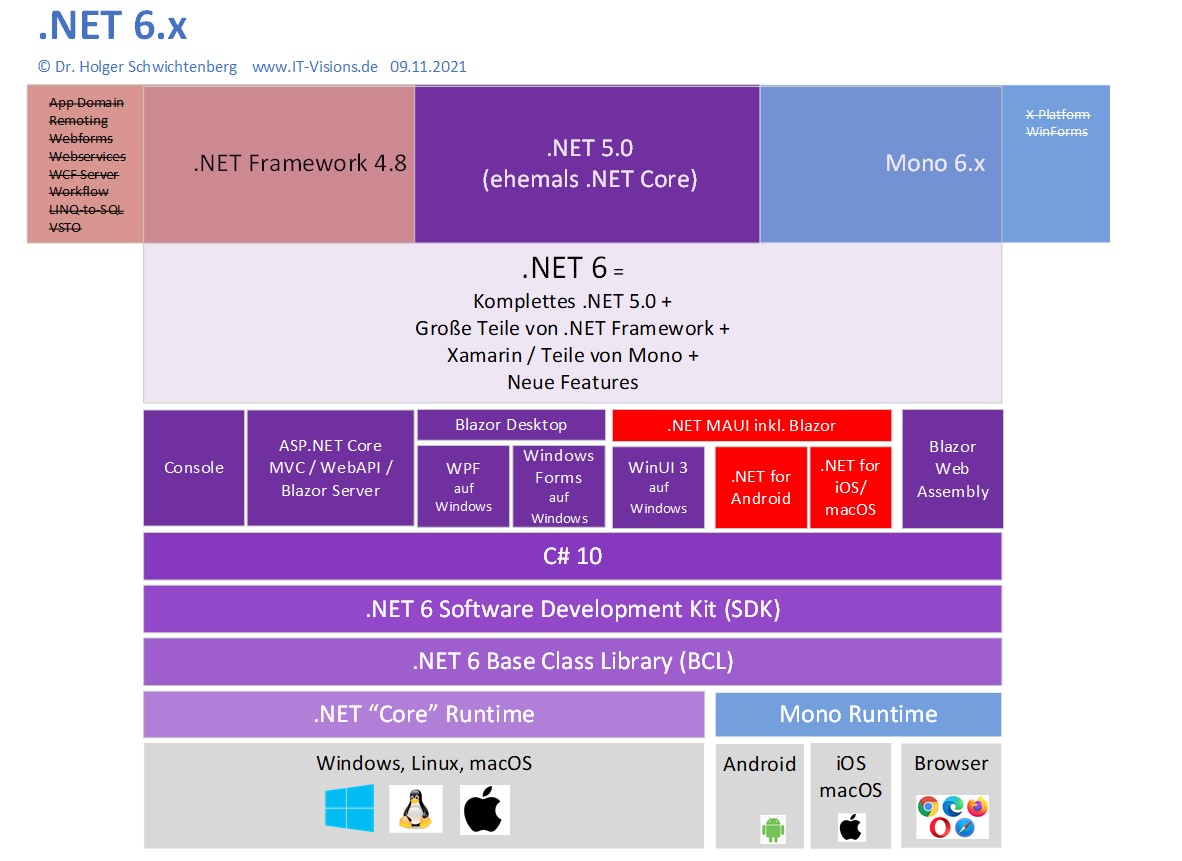 .NET 6.x
© Dr. Holger Schwichtenberg www.IT-Visions.de 09.11.2021
App Domain
Remoting
Webforms
Webservices
WCF Server
Workflow
LINQ-to-SQL
VSTO
.NET Framework 4.8
.NET 5.0
(ehemals .NET Core)
Mono 6.x
X-Platform
WinForms
.NET 6 =
Komplettes .NET 5.0 +
Große Teile von .NET Framework +
Xamarin / Teile von Mono +
Neue Features
Console
ASP.NET Core
MVC / WebAPI /
Blazor Server
Blazor Desktop
WPF
auf
Windows
Windows
Forms
auf
Windows
.NET MAUI inkl. Blazor
WinUI 3
auf
Windows
.NET for
Android
.NET for
iOS/
macOS
Blazor
Web
Assembly
C# 10
.NET 6 Software Development Kit (SDK)
.NET 6 Base Class Library (BCL)
.NET “Core” Runtime
Mono Runtime
Windows, Linux, macOS
Android
iOS
macOS
Browser